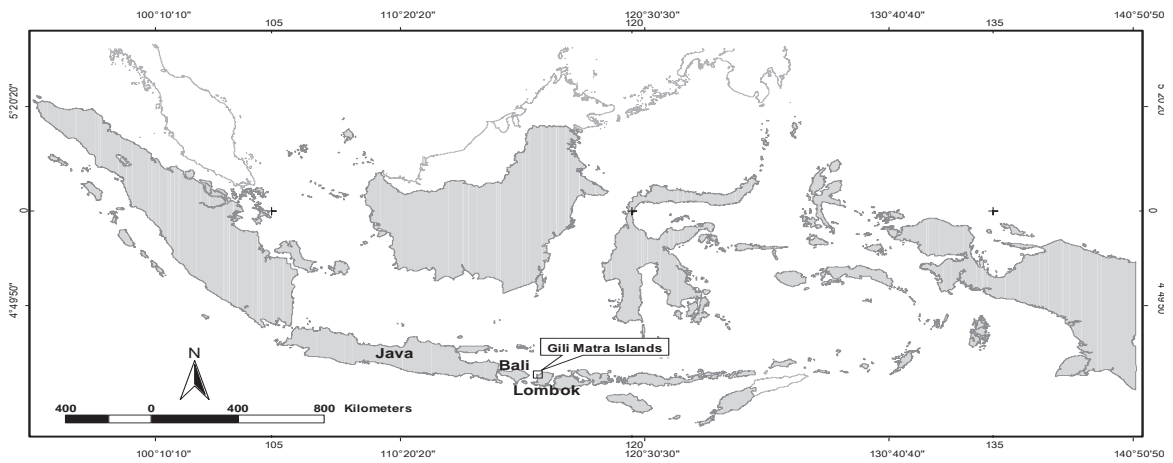 100°10'10" 105 110°20'20" 120°30'30" 130°40'40" 135 140°50'50"
5°20'20" 5°20'20
0 0
4°49'50" 4°49'50
Gili Matra Islands
Java
Bali
Lombok
N
400 0 400 800 Kilometers
100°10'10" 105 110°20'20" 120°30'30" 130°40'40" 135 140°50'50